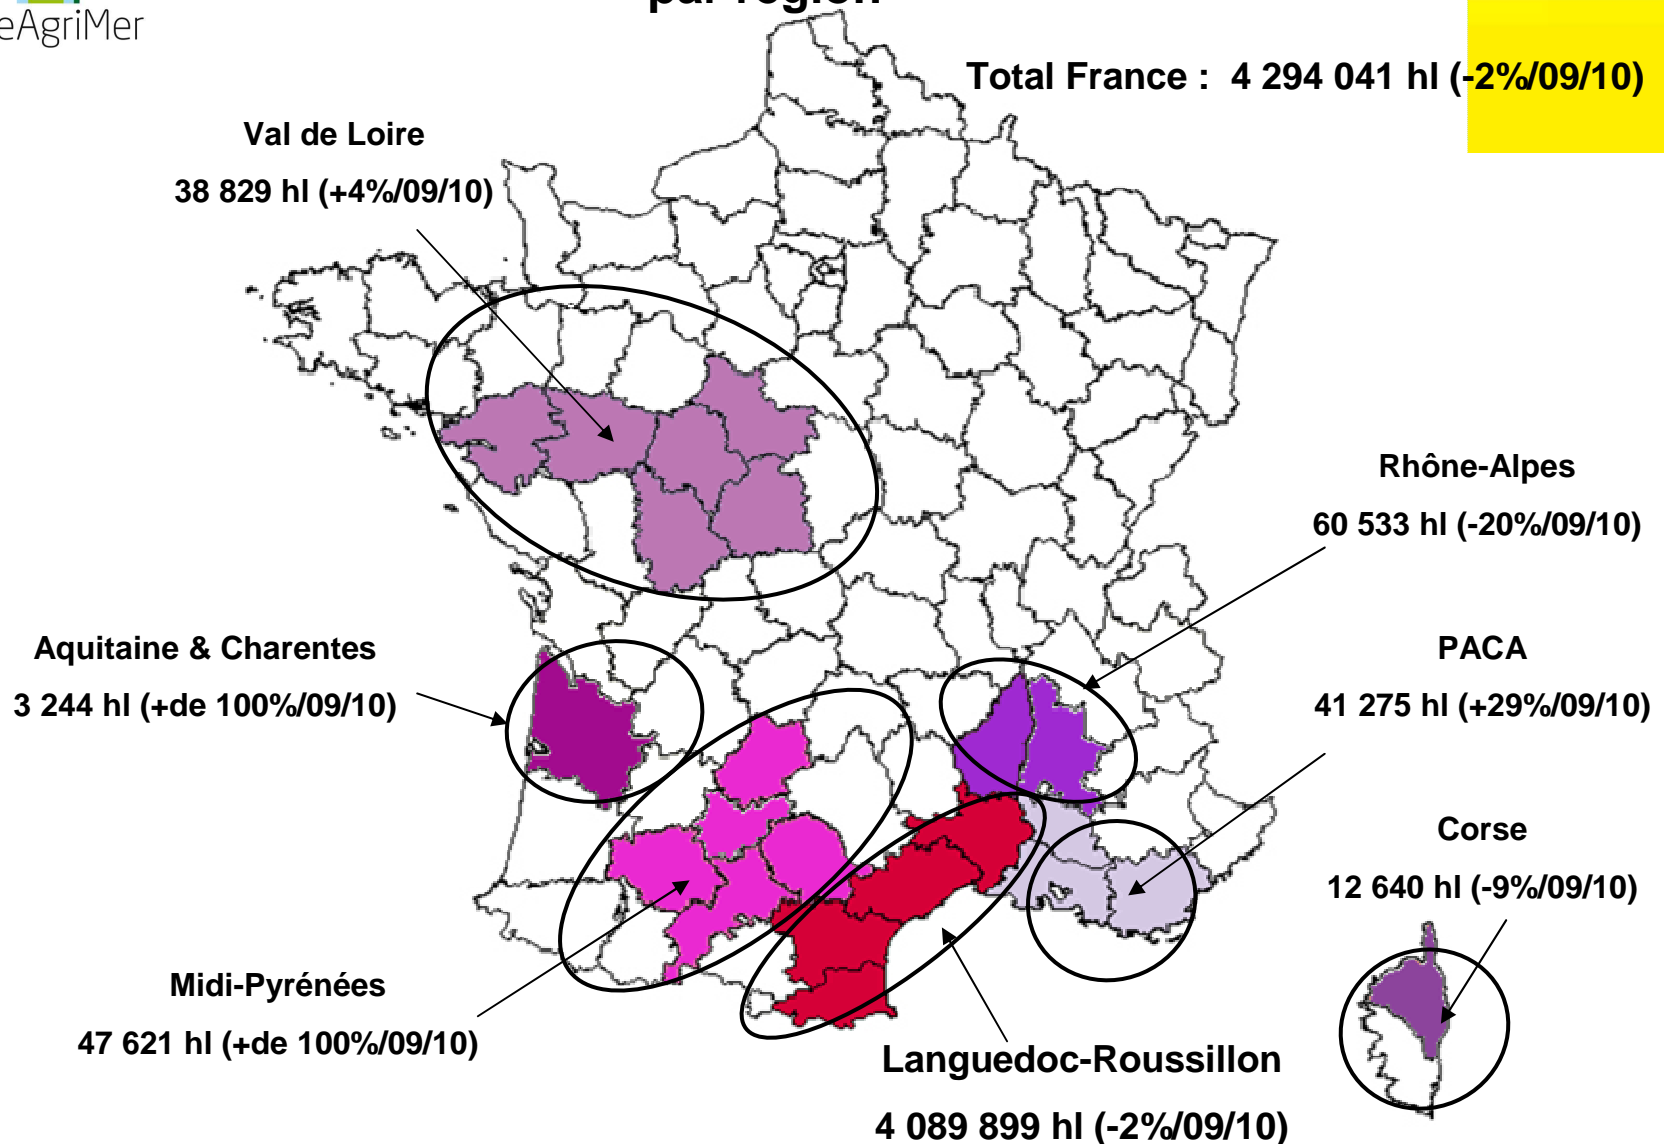 eAgriMer
par région
Total France : 4 294 041 hl (-2%/09/10)
Val de Loire
38 829 hl (+4%/09/10)
Rhône-Alpes
60 533 hl (-20%/09/10)
Aquitaine & Charentes
3 244 hl (+de 100%/09/10)
PACA
41 275 hl (+29%/09/10)
Corse
12 640 hl (-9%/09/10)
Midi-Pyrénées
47 621 hl (+de 100%/09/10)
Languedoc-Roussillon
4 089 899 hl (-2%/09/10)